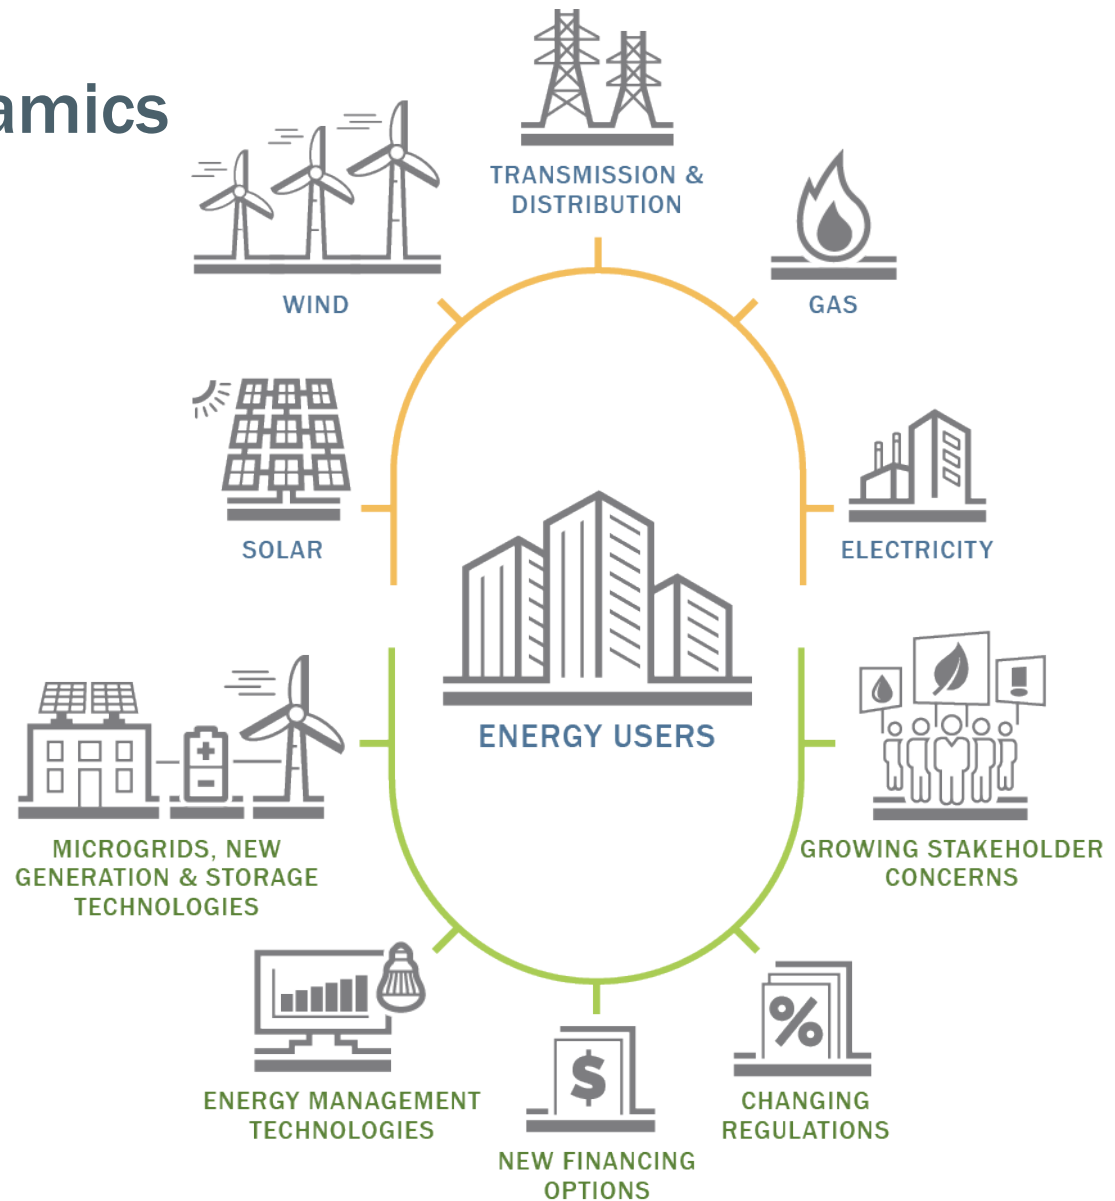 amics
TRANSMISSION &
DISTRIBUTION
WIND
GAS
SOLAR
ELECTRICITY
ENERGY USERS
MICROGRIDS, NEW
GENERATION & STORAGE
TECHNOLOGIES
GROWING STAKEHOLDER
CONCERNS
%
$
ENERGY MANAGEMENT
TECHNOLOGIES
CHANGING
REGULATIONS
NEW FINANCING
OPTIONS